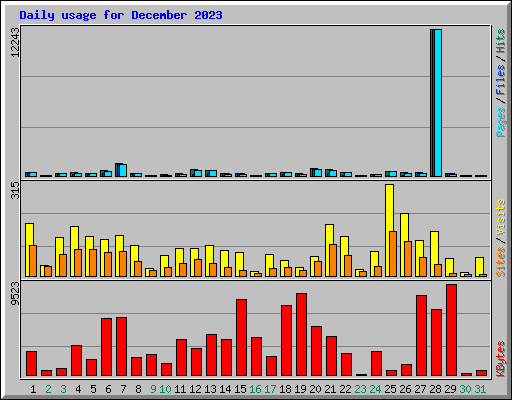 Daily usage for December 2023
12243
Pages / Files / Hits
315
Sites / Visits
9523
KBytes
1 2 3 4 5 6 7 8 9 10 11 12 13 14 15 16 17 18 19 20 21 22 23 24 25 26 27 28 29 30 31